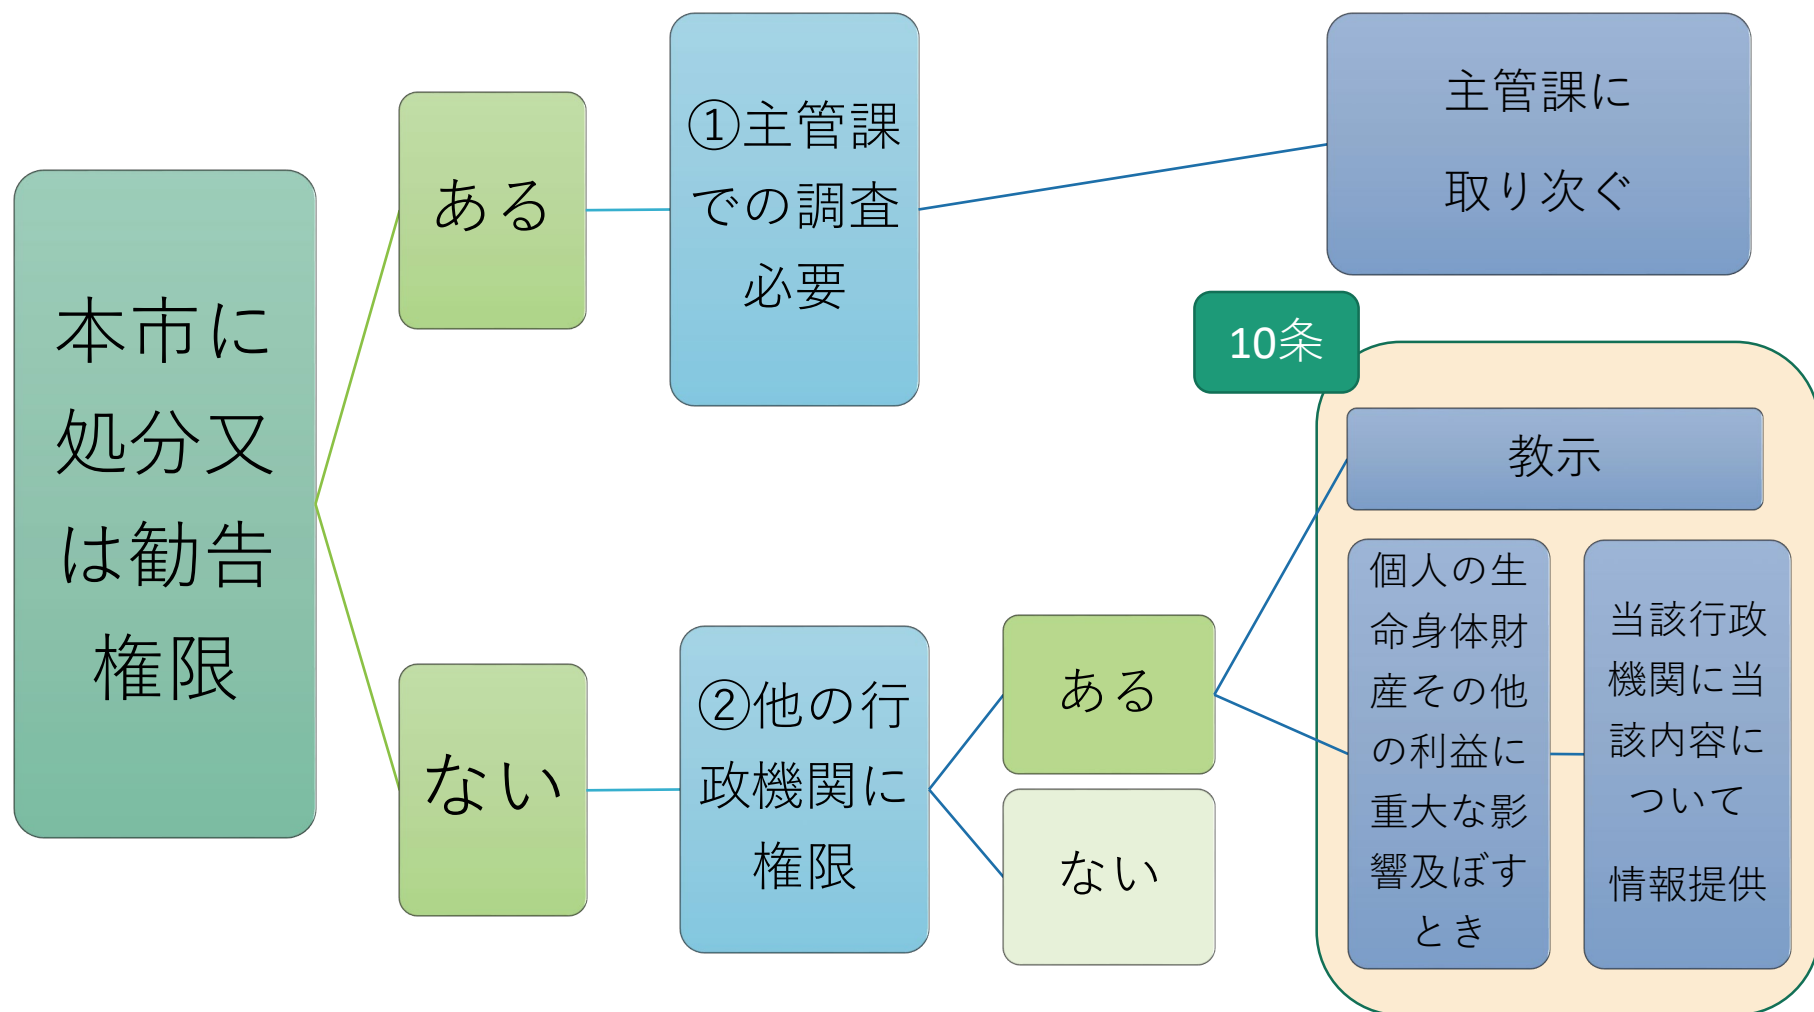 本市に
処分又
は勧告
権限
ある
①主管課
での調査
必要
主管課に
取り次ぐ
ない
②他の行
政機関に
権限
ある
ない
10条
教示
個人の生
命身体財
産その他
の利益に
重大な影
響及ぼす
とき
当該行政
機関に当
該内容に
ついて
情報提供